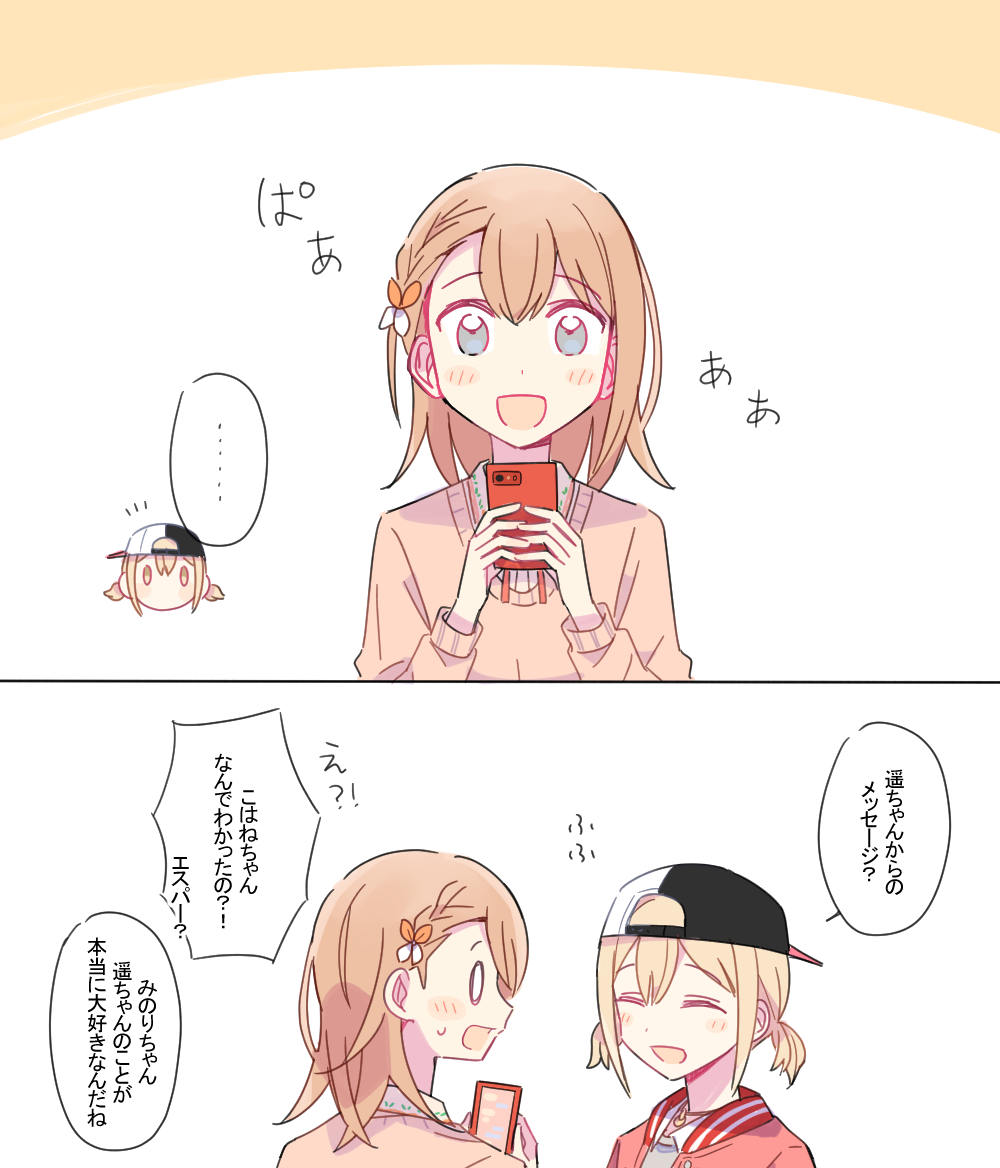 ぱあ
ああ
………
遥ちゃんからの
メッセージ?
ふふ
え?!
こはねちゃん
なんでわかったの?!
エスパー?
みのりちゃん
遥ちゃんのことが
本当に大好きなんだね